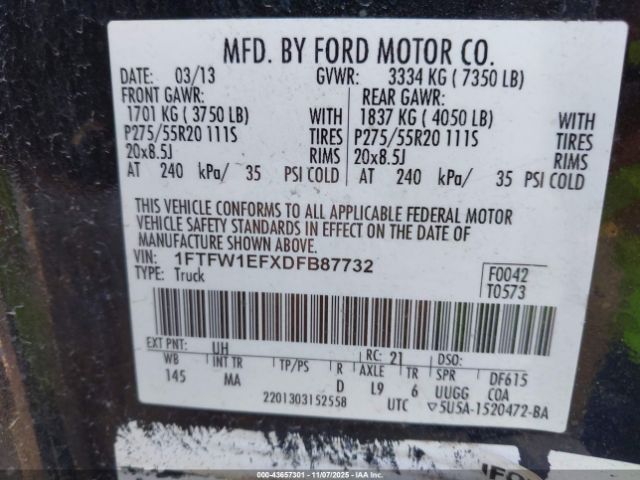 MFD. BY FORD MOTOR CO.
DATE: 03/13 GVWR: 3334 KG ( 7350 LB)
FRONT GAWR: REAR GAWR:
1701 KG ( 3750 LB) WITH 1837 KG ( 4050 LB) WITH
P275/55R20 111S TIRES P275/55R20 111S TIRES
20x8.5J RIMS 20x8.5J RIMS
AT 240 kPa/ 35 PSI COLD AT 240 kPa/ 35 PSI COLD
THIS VEHICLE CONFORMS TO ALL APPLICABLE FEDERAL MOTOR
VEHICLE SAFETY STANDARDS IN EFFECT ON THE DATE OF
MANUFACTURE SHOWN ABOVE.
VIN: 1FTFW1EFXDFB87732 F0042
TYPE: Truck T0573
EXT PNT: UH RC: 21 DSO:
WB INT TR TP/PS R AXLE TR SPR DF615
145 MA D L9 6 UUGG COA
2201303152558 UTC ▽5U5A-1520472-BA
000-43657301 - 11/07/2025 - IAAI.com